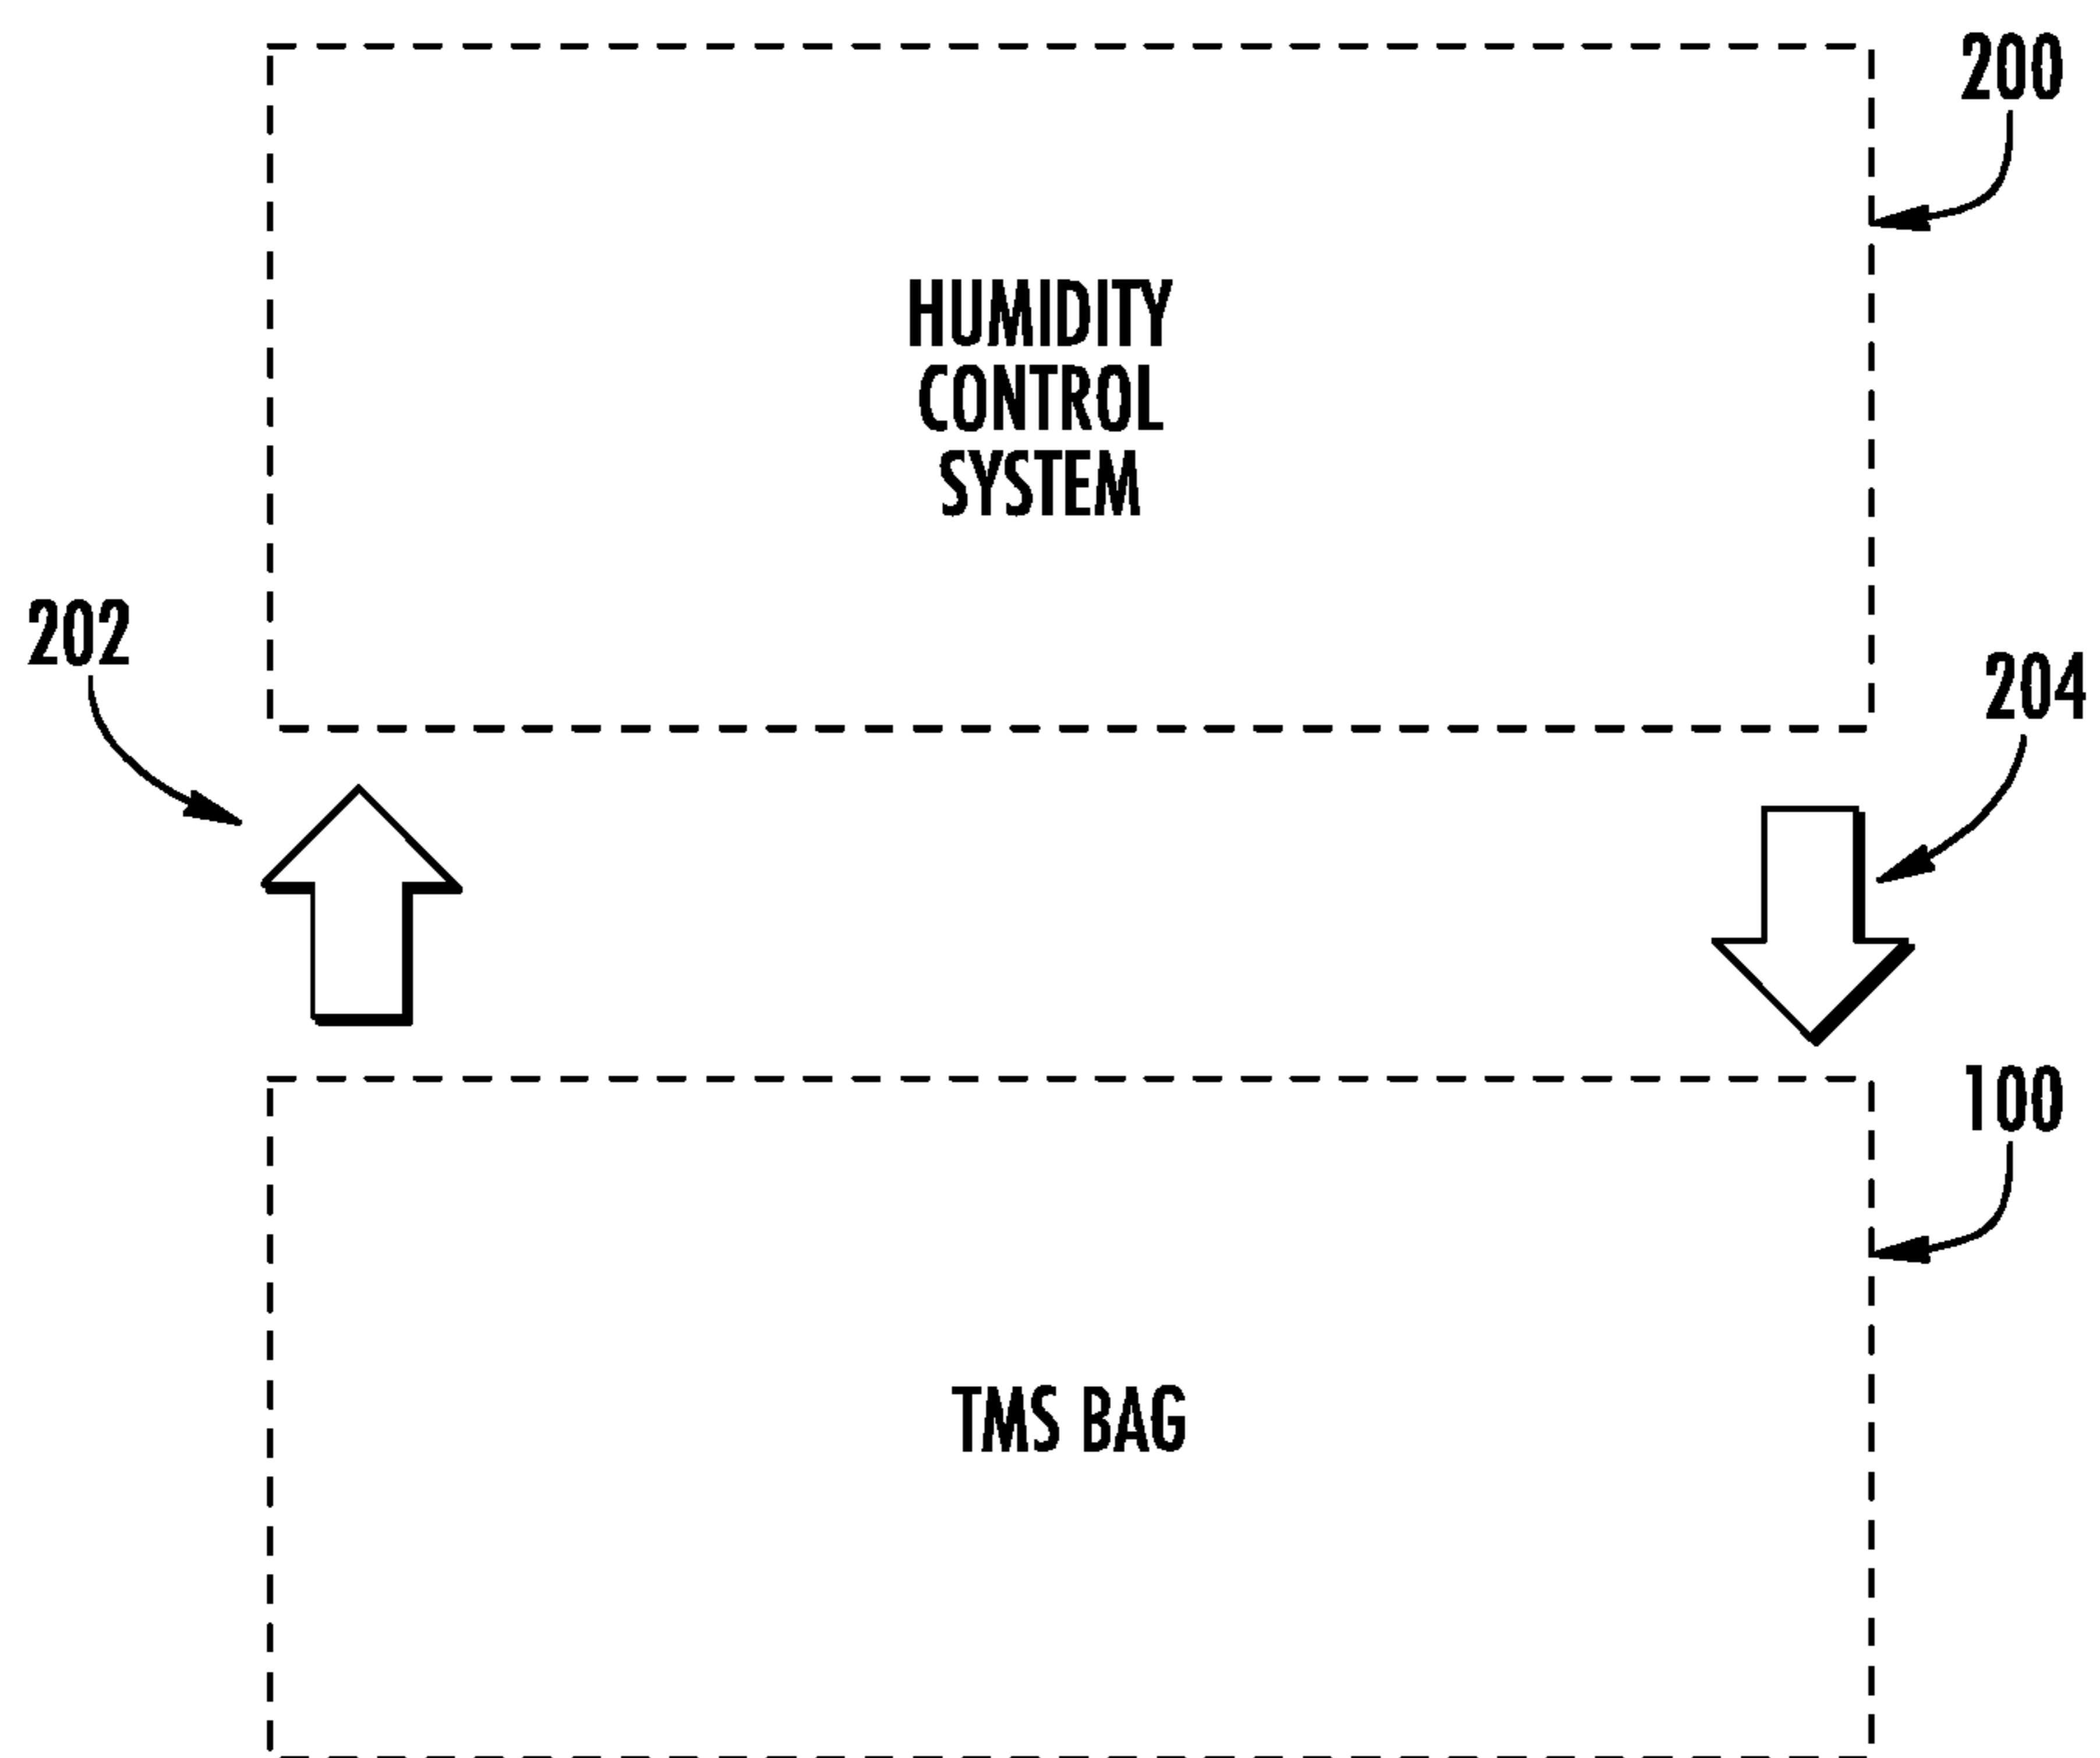 200
HUMIDITY
CONTROL
SYSTEM
202
204
100
TMS BAG